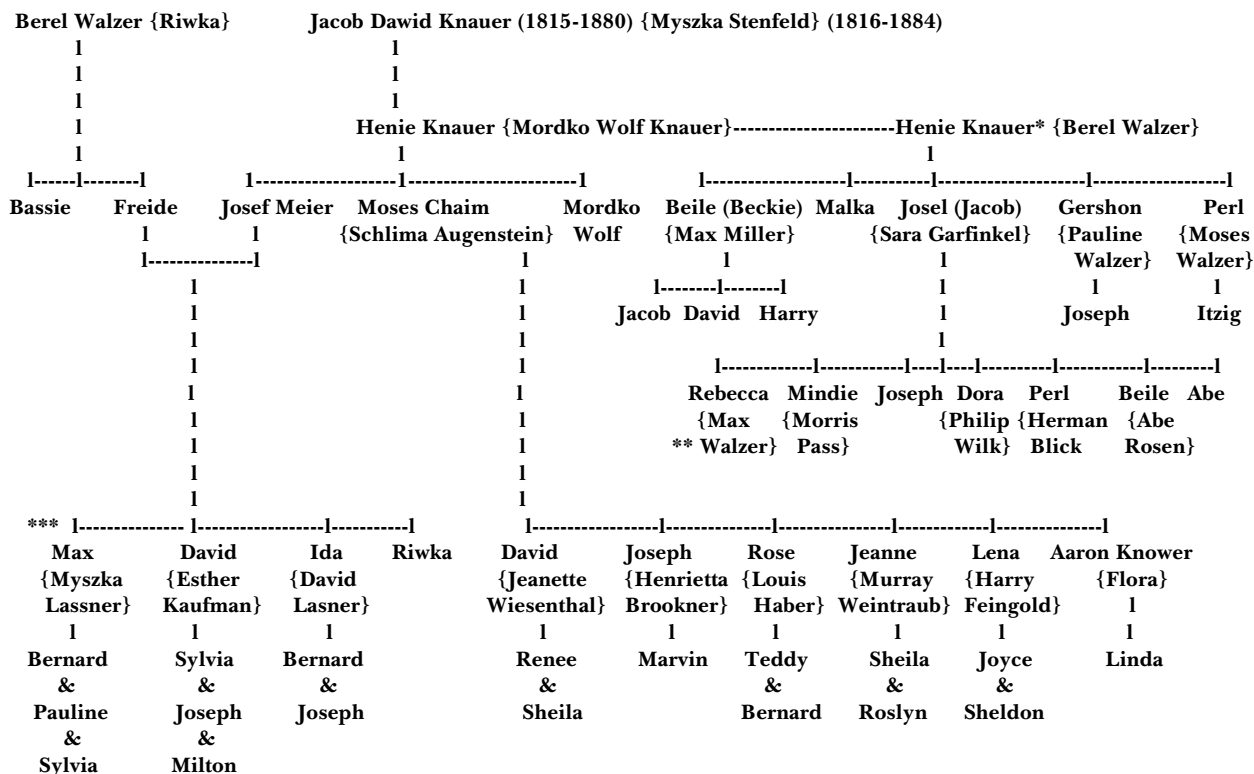 Berel Walzer {Riwka} Jacob Dawid Knauer (1815-1880) {Myszka Stenfeld} (1816-1884)
Henie Knauer {Mordko Wolf Knauer}-----------------------Henie Knauer* {Berel Walzer}
Bassie Freide Josef Meier Moses Chaim Mordko Beile (Beckie) Malka Josel (Jacob) Gershon Perl
{Schlima Augenstein} Wolf {Max Miller} {Sara Garfinkel} {Pauline {Moses
Walzer} Walzer}
Jacob David Harry Joseph Itzig
Rebecca Mindie Joseph Dora Perl Beile Abe
{Max {Morris {Philip {Herman {Abe
** Walzer} Pass} Wilk} Blick Rosen}
***
Max David Ida Riwka David Joseph Rose Jeanne Lena Aaron Knower
{Myszka {Esther {David {Jeanette {Henrietta {Louis {Murray {Harry {Flora}
Lassner} Kaufman} Lasner} Wiesenthal} Brookner} Haber} Weintraub} Feingold}
Bernard Sylvia Bernard Renee Marvin Teddy Sheila Joyce Linda
& & & & & & &
Pauline Joseph Joseph Sheila Bernard Roslyn Sheldon
& &
Sylvia Milton